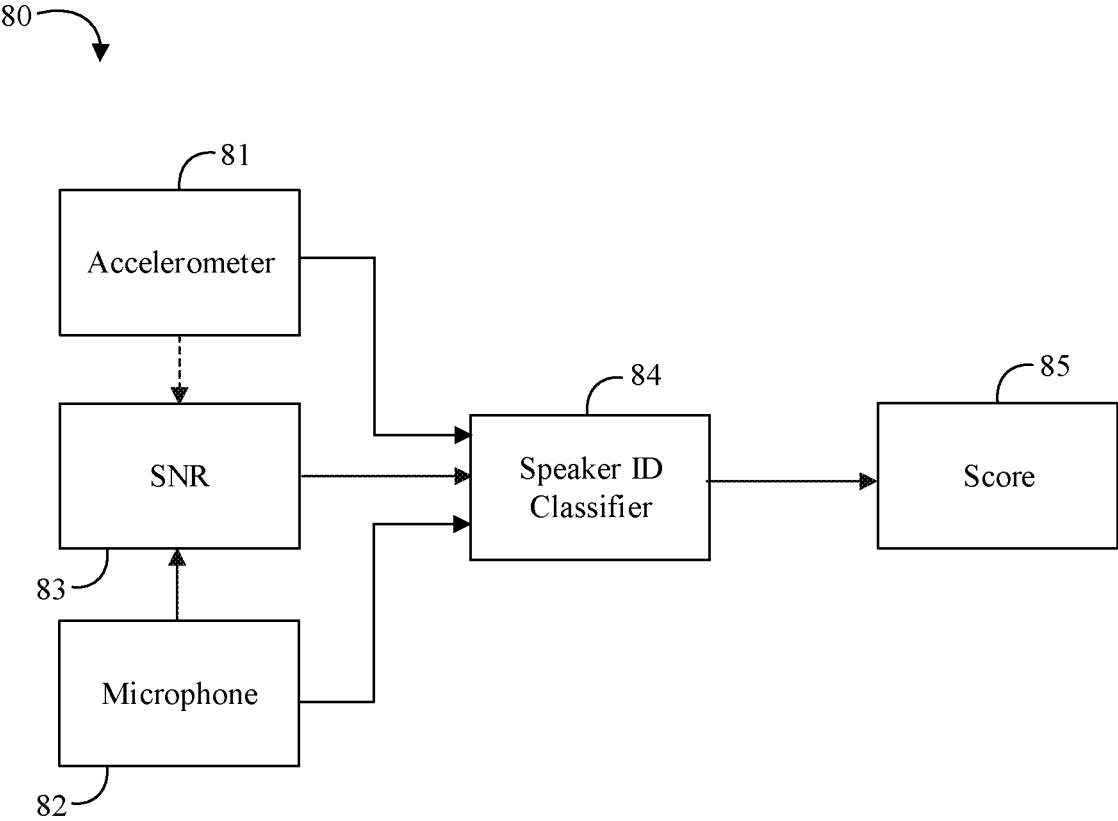 80
81
Accelerometer
84
85
SNR
Speaker ID
Classifier
Score
83
Microphone
82